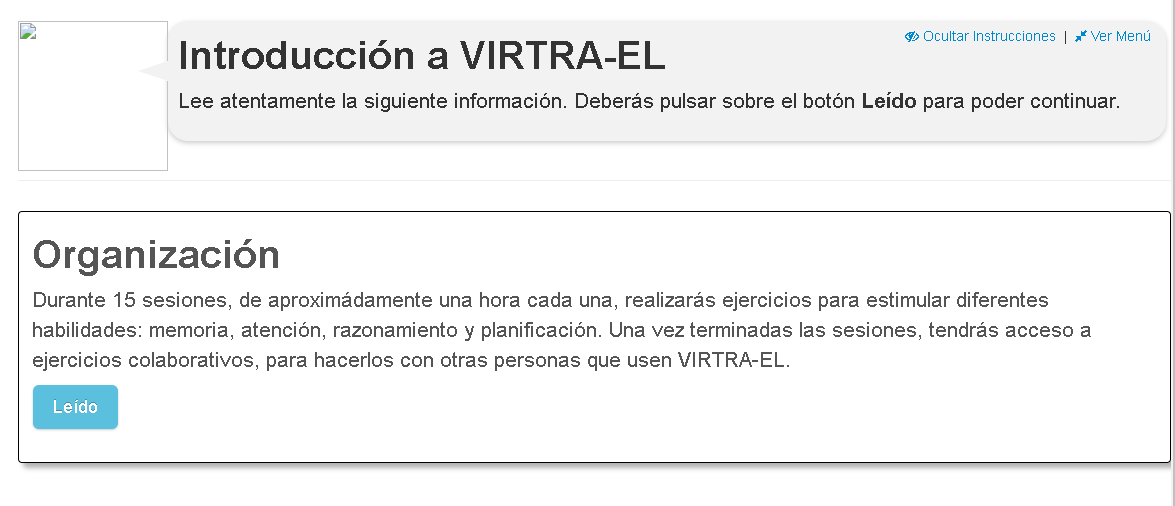 Ocultar Instrucciones | Ver Menú
Introducción a VIRTRA-EL
Lee atentamente la siguiente información. Deberás pulsar sobre el botón Leído para poder continuar.
Organización
Durante 15 sesiones, de aproximádamente una hora cada una, realizarás ejercicios para estimular diferentes
habilidades: memoria, atención, razonamiento y planificación. Una vez terminadas las sesiones, tendrás acceso a
ejercicios colaborativos, para hacerlos con otras personas que usen VIRTRA-EL.
Leído